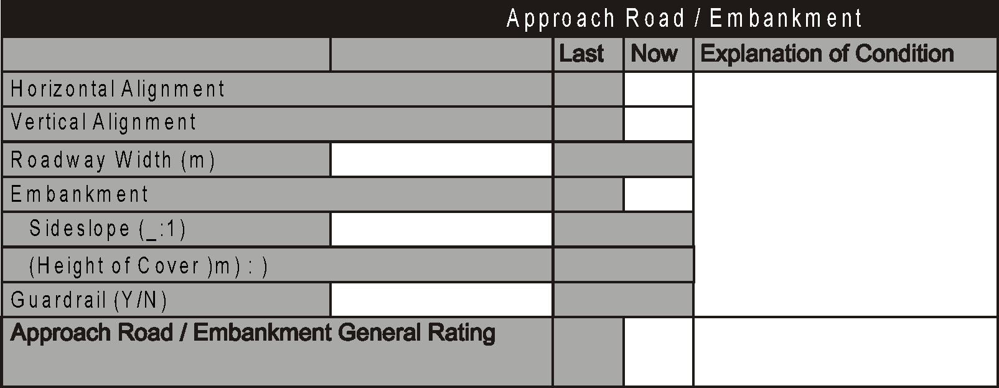 Approach Road / Embankment
Last Now Explanation of Condition
Horizontal Alignment
Vertical Alignment
Roadway Width (m)
Embankment
Sideslope (_:1)
(Height of Cover )m) : )
Guardrail (Y/N)
Approach Road / Embankment General Rating